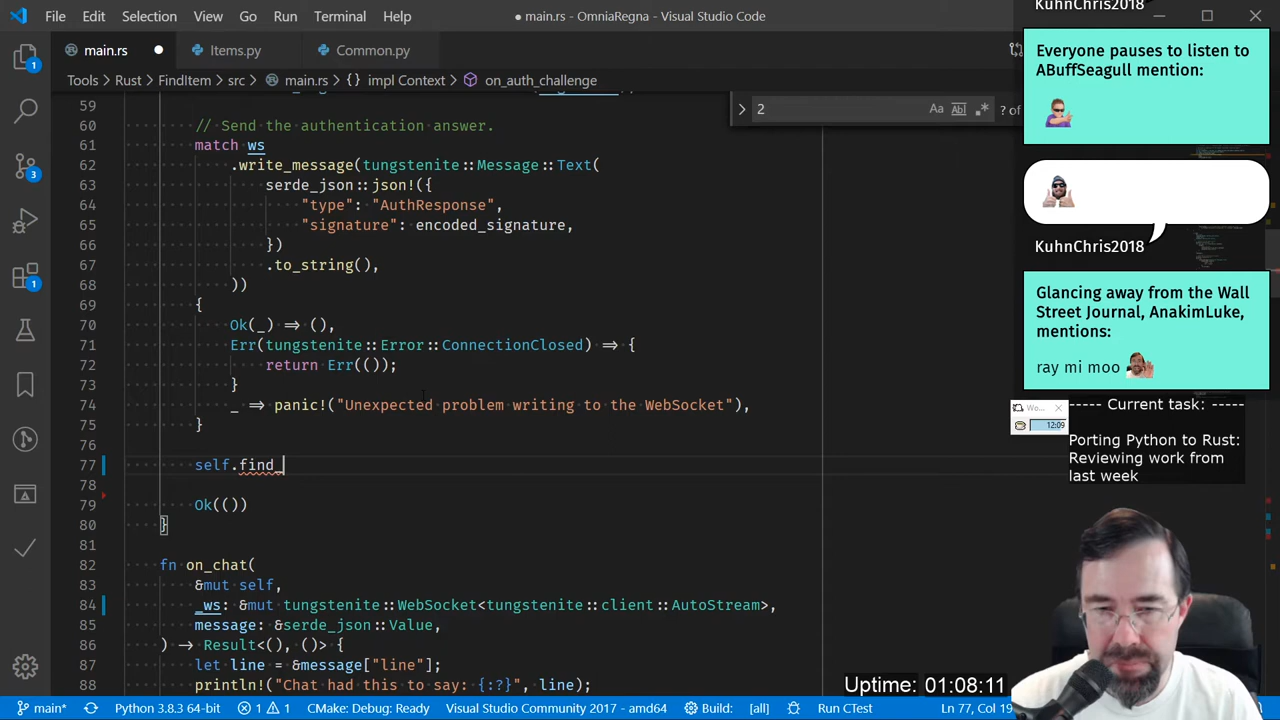 File Edit Selection View Go Run Terminal Help
● main.rs - OmniaRegna - Visual Studio Code
main.rs ●
Items.py
Common.py
Tools > Rust > FindItem > src > main.rs > {} impl Context > on_auth_challenge
2
Aa Abl .* ? of
59
60 // Send the authentication answer.
61 match ws
62 .write_message(tungstenite::Message::Text(
63 serde_json::json!({
64 "type": "AuthResponse",
65 "signature": encoded_signature,
66 })
67 .to_string(),
68 ))
69 {
70 Ok(_) => (),
71 Err(tungstenite::Error::ConnectionClosed) => {
72 return Err(());
73 }
74 _ => panic!("Unexpected problem writing to the WebSocket"),
75 }
76
77 self.find_
78
79 Ok(())
80 }
81
82 fn on_chat(
83 &mut self,
84 _ws: &mut tungstenite::WebSocket<tungstenite::client::AutoStream>,
85 message: &serde_json::Value,
86 ) -> Result<(), ()> {
87 let line = &message["line"];
88 println!("Chat had this to say: {:?}", line);
1
3
1
KuhnChris2018
Everyone pauses to listen to
ABuffSeagull mention:
KuhnChris2018
Glancing away from the Wall
Street Journal, AnakimLuke,
mentions:
ray mi moo
Wo...
12:09
----- Current task: -----
Porting Python to Rust:
Reviewing work from
last week
Uptime: 01:08:11
main* Python 3.8.3 64-bit 1 1 CMake: Debug: Ready Visual Studio Community 2017 - amd64 Build: [all] Run CTest Ln 77, Col 19